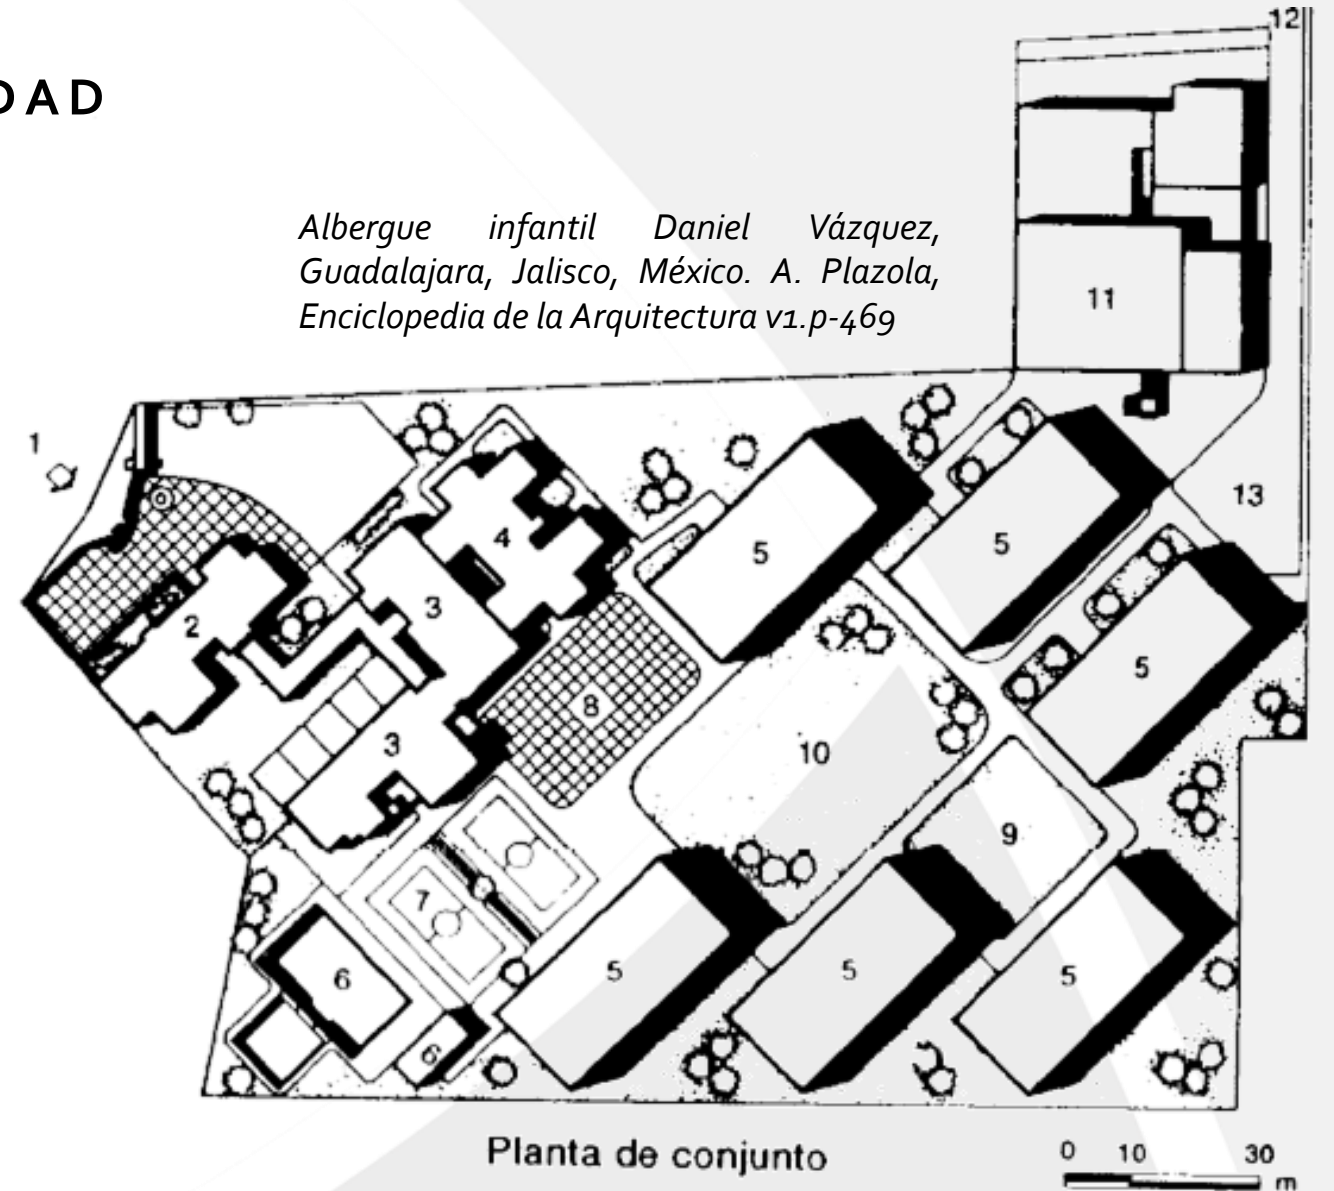 DAD
12
Albergue infantil Daniel Vázquez,
Guadalajara, Jalisco, México. A. Plazola,
Enciclopedia de la Arquitectura v1.p-469
11
1
13
4
5
5
3
2
5
8
3
10
9
7
6
5
5
5
6
Planta de conjunto
0 10 30
m